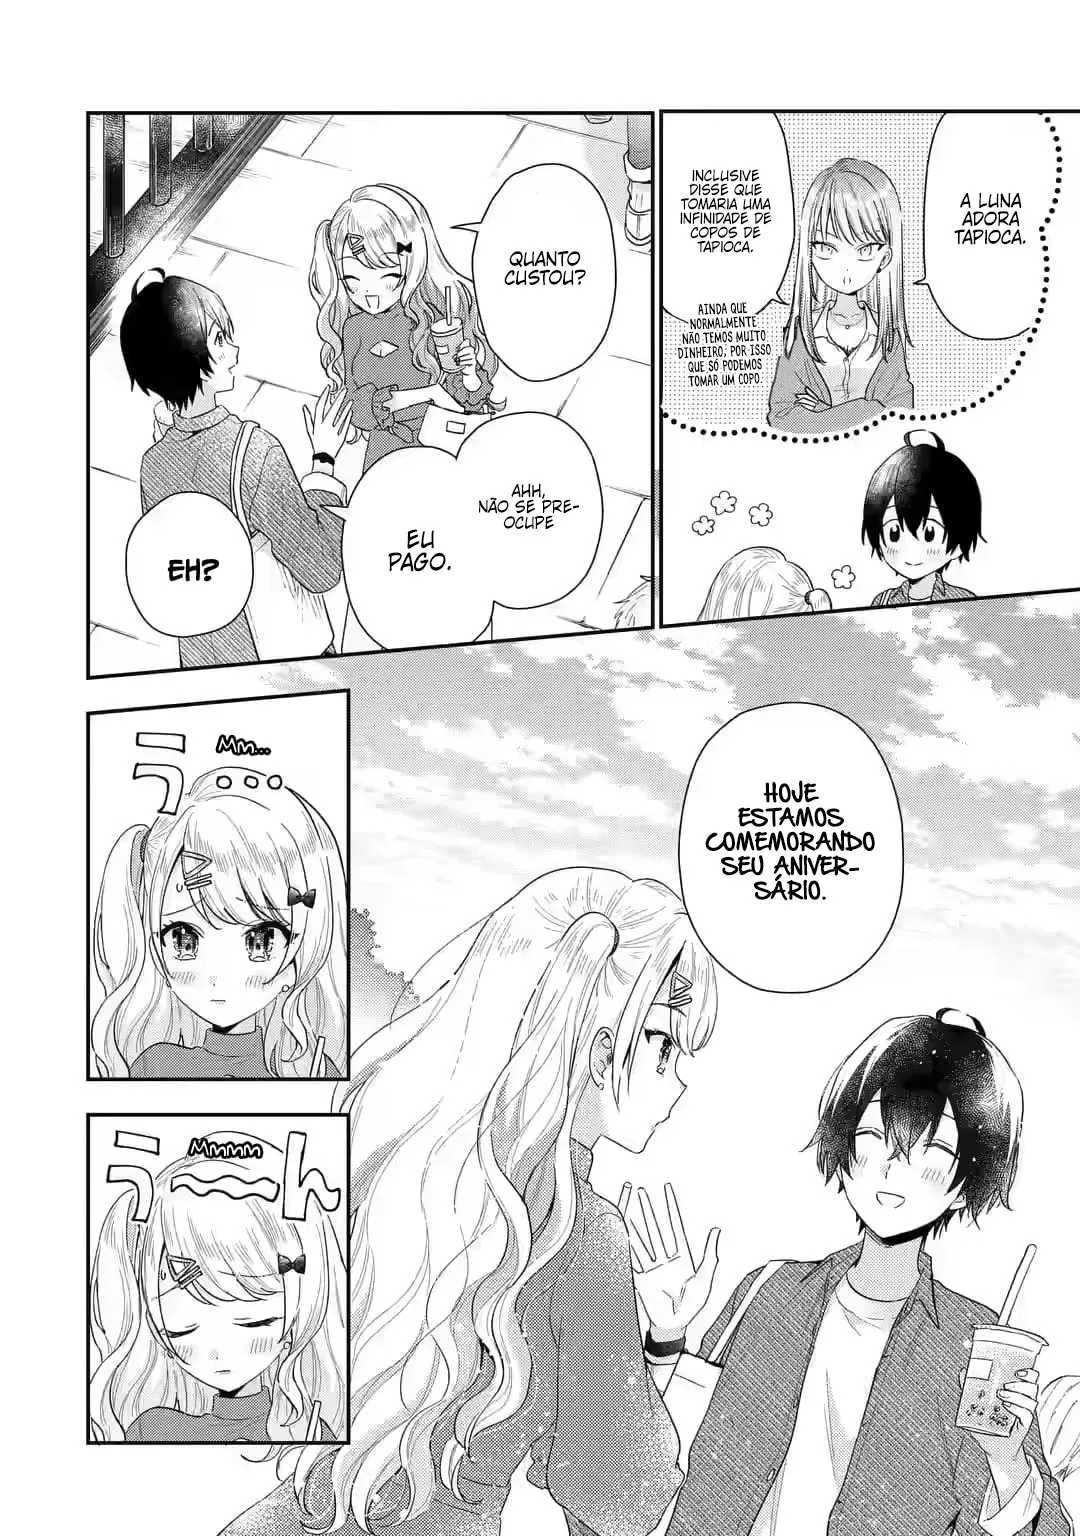 A LUNA
ADORA
TAPIOCA.
INCLUSIVE
DISSE QUE
TOMARIA UMA
INFINIDADE DE
COPOS DE
TAPIOCA.
AINDA QUE
NORMALMENTE
NÃO TEMOS MUITO
DINHEIRO, POR ISSO
QUE SÓ PODEMOS
TOMAR UM COPO.
QUANTO
CUSTOU?
AHH,
NÃO SE PRE-
OCUPE
EU
PAGO.
EH?
HOJE
ESTAMOS
COMEMORANDO
SEU ANIVER-
SÁRIO.
MM...
う...
MMMM
う〜ん